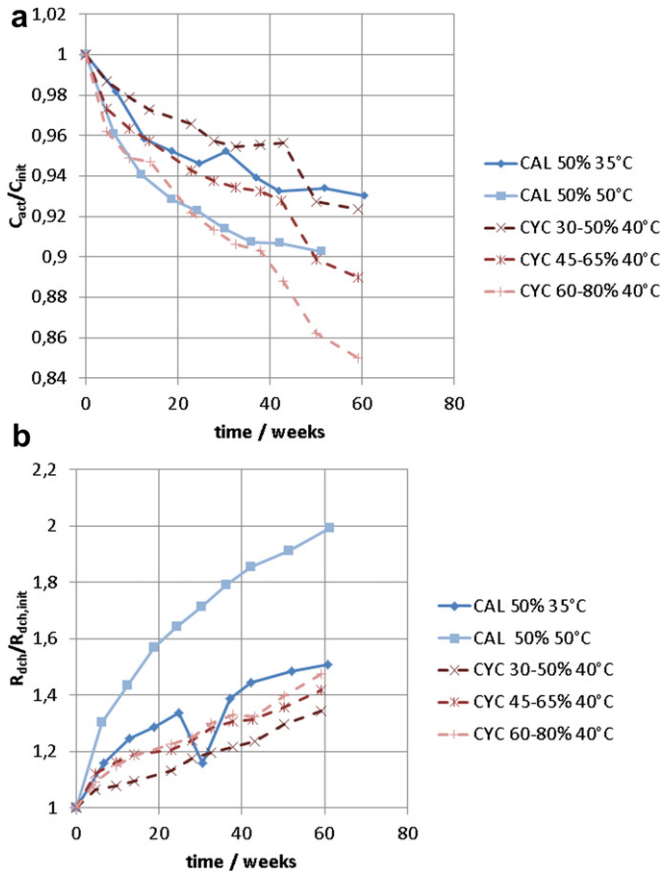 a
1,02
1
0,98
0,96
0,94
0,92
0,9
0,88
0,86
0,84
Cact/Cinit
0 20 40 60 80
time / weeks
CAL 50% 35°C
CAL 50% 50°C
CYC 30-50% 40°C
CYC 45-65% 40°C
CYC 60-80% 40°C
b
2,2
2
1,8
1,6
1,4
1,2
1
Rdch/Rdch,init
0 20 40 60 80
time / weeks
CAL 50% 35°C
CAL 50% 50°C
CYC 30-50% 40°C
CYC 45-65% 40°C
CYC 60-80% 40°C